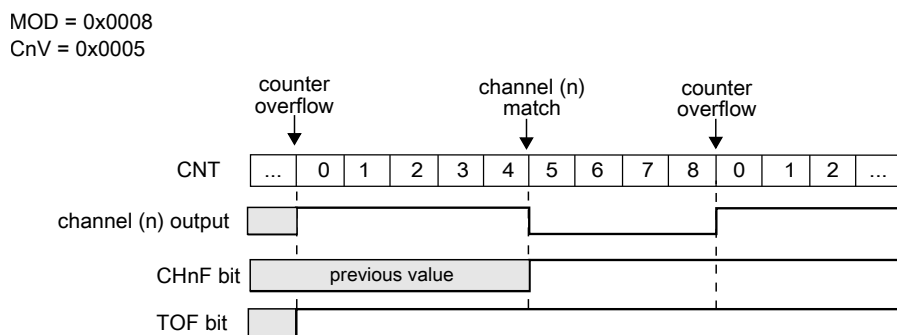 MOD = 0x0008
CnV = 0x0005
counter overflow
channel (n) match
counter overflow
CNT ... 0 1 2 3 4 5 6 7 8 0 1 2 ...
channel (n) output
CHnF bit previous value
TOF bit